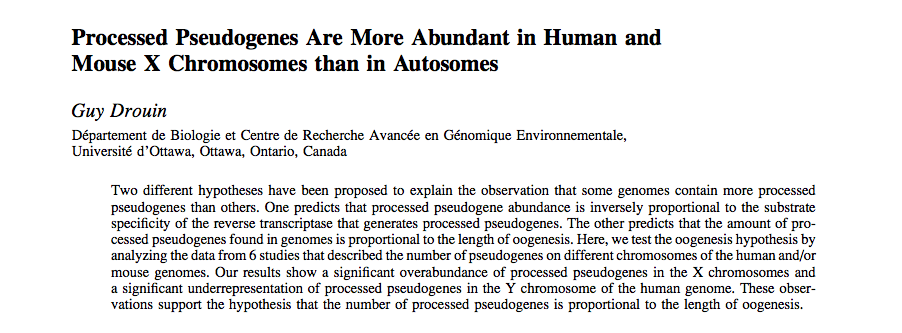 Processed Pseudogenes Are More Abundant in Human and
Mouse X Chromosomes than in Autosomes
Guy Drouin
Département de Biologie et Centre de Recherche Avancée en Génomique Environnementale,
Université d'Ottawa, Ottawa, Ontario, Canada
Two different hypotheses have been proposed to explain the observation that some genomes contain more processed
pseudogenes than others. One predicts that processed pseudogene abundance is inversely proportional to the substrate
specificity of the reverse transcriptase that generates processed pseudogenes. The other predicts that the amount of pro-
cessed pseudogenes found in genomes is proportional to the length of oogenesis. Here, we test the oogenesis hypothesis by
analyzing the data from 6 studies that described the number of pseudogenes on different chromosomes of the human and/or
mouse genomes. Our results show a significant overabundance of processed pseudogenes in the X chromosomes and
a significant underrepresentation of processed pseudogenes in the Y chromosome of the human genome. These obser-
vations support the hypothesis that the number of processed pseudogenes is proportional to the length of oogenesis.